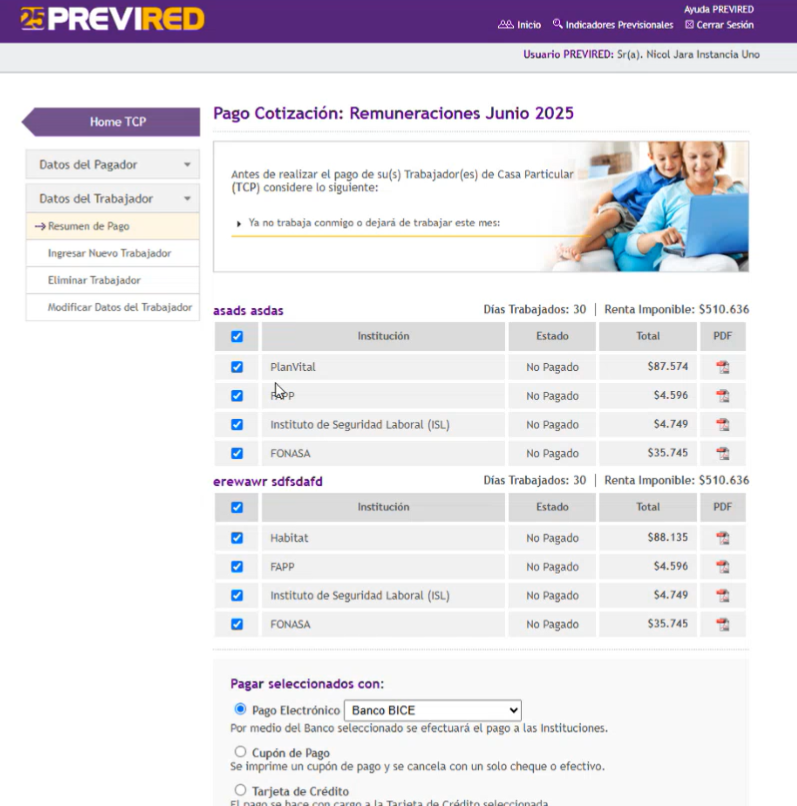 25 PREVIRED
Ayuda PREVIRED
Inicio Indicadores Previsionales Cerrar Sesión
Usuario PREVIRED: Sr(a). Nicol Jara Instancia Uno
Home TCP
Datos del Pagador
Datos del Trabajador
Resumen de Pago
Ingresar Nuevo Trabajador
Eliminar Trabajador
Modificar Datos del Trabajador
Pago Cotización: Remuneraciones Junio 2025
Antes de realizar el pago de su(s) Trabajador(es) de Casa Particular
(TCP) considere lo siguiente:
Ya no trabaja conmigo o dejará de trabajar este mes:
asads asdas Días Trabajados: 30 | Renta Imponible: $510.636
Institución Estado Total PDF
PlanVital No Pagado $87.574
FAPP No Pagado $4.596
Instituto de Seguridad Laboral (ISL) No Pagado $4.749
FONASA No Pagado $35.745
erewawr sdfsdafd Días Trabajados: 30 | Renta Imponible: $510.636
Institución Estado Total PDF
Habitat No Pagado $88.135
FAPP No Pagado $4.596
Instituto de Seguridad Laboral (ISL) No Pagado $4.749
FONASA No Pagado $35.745
Pagar seleccionados con:
Pago Electrónico Banco BICE
Por medio del Banco seleccionado se efectuará el pago a las Instituciones.
Cupón de Pago
Se imprime un cupón de pago y se cancela con un solo cheque o efectivo.
Tarjeta de Crédito
El pago se hace con cargo a la Tarjeta de Crédito seleccionada.